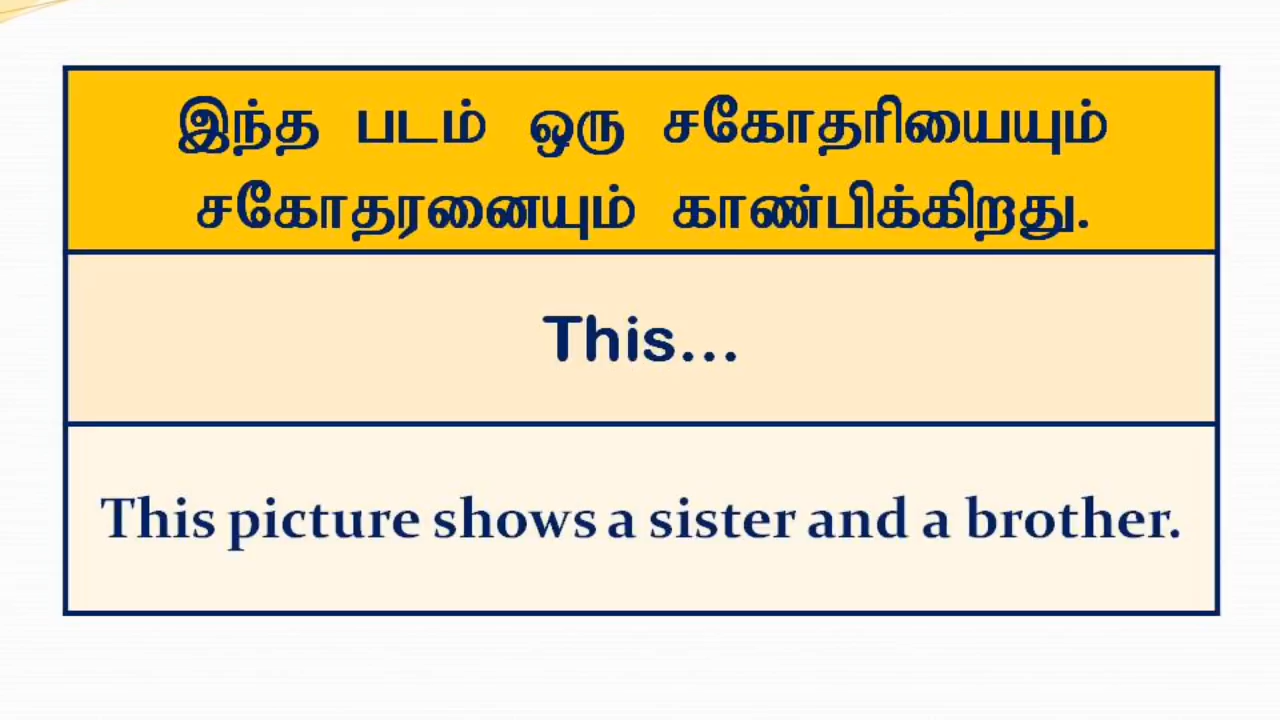 இந்த படம் ஒரு சகோதரியையும்
சகோதரனையும் காண்பிக்கிறது.
This...
This picture shows a sister and a brother.